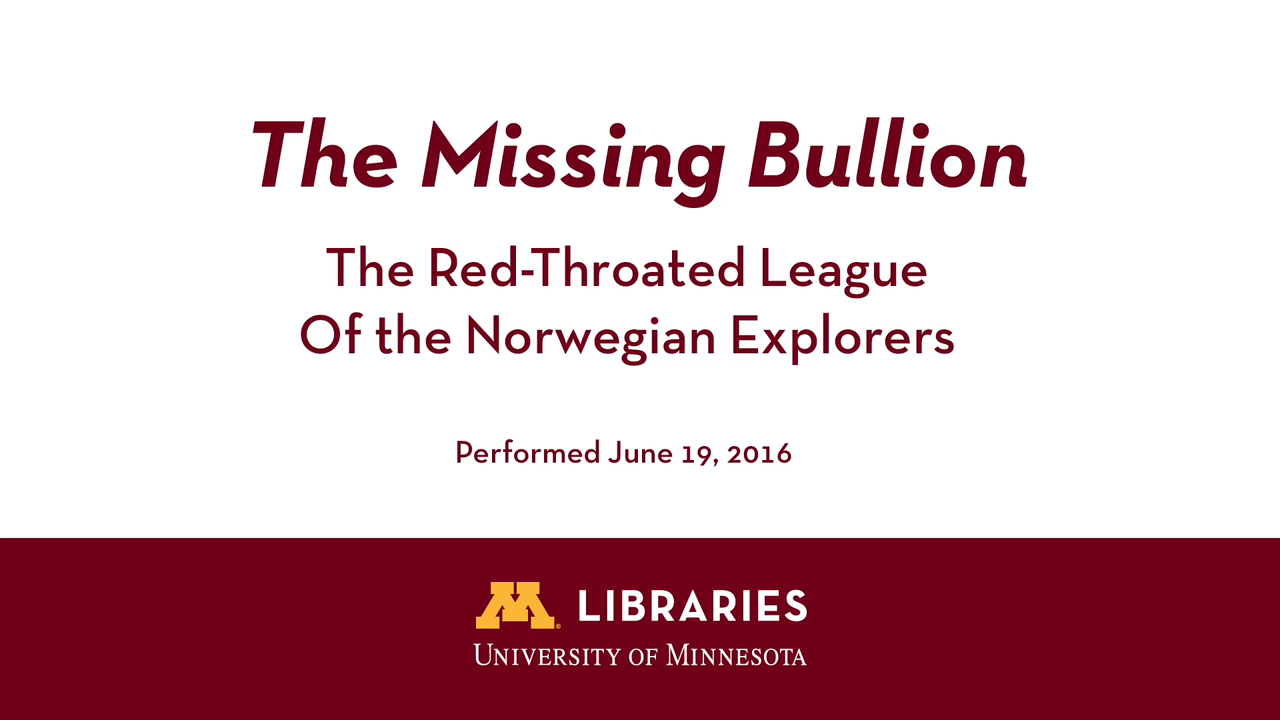 The Missing Bullion
The Red-Throated League
Of the Norwegian Explorers
Performed June 19, 2016
M® LIBRARIES
UNIVERSITY OF MINNESOTA